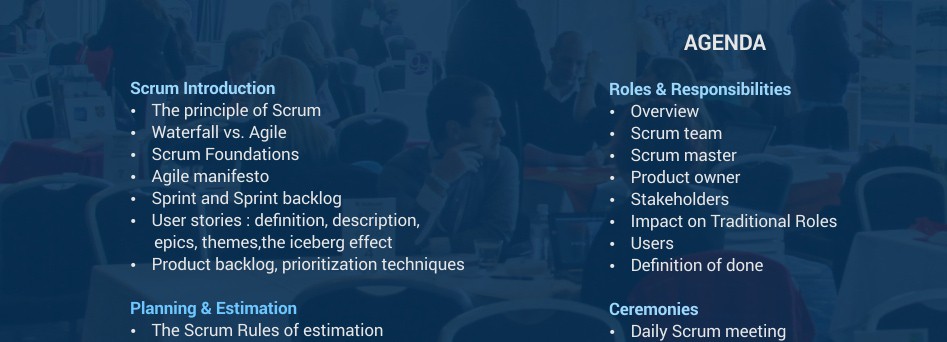 AGENDA
Scrum Introduction
• The principle of Scrum
• Waterfall vs. Agile
• Scrum Foundations
• Agile manifesto
• Sprint and Sprint backlog
• User stories : definition, description,
epics, themes,the iceberg effect
• Product backlog, prioritization techniques
Planning & Estimation
• The Scrum Rules of estimation
Roles & Responsibilities
• Overview
• Scrum team
• Scrum master
• Product owner
• Stakeholders
• Impact on Traditional Roles
• Users
• Definition of done
Ceremonies
• Daily Scrum meeting